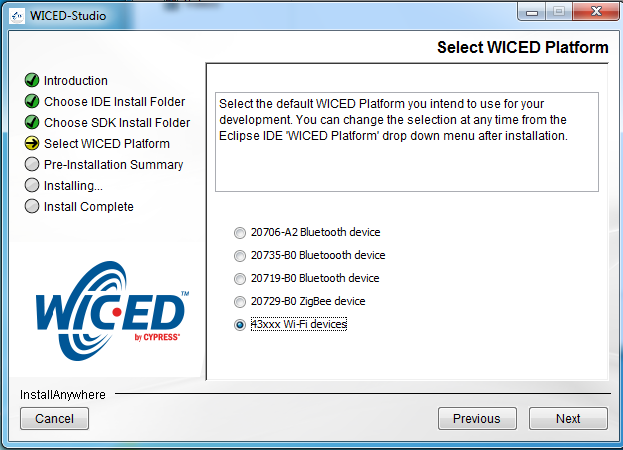 WICED-Studio
Select WICED Platform
Introduction
Choose IDE Install Folder
Choose SDK Install Folder
Select WICED Platform
Pre-Installation Summary
Installing...
Install Complete
Select the default WICED Platform you intend to use for your
development. You can change the selection at any time from the
Eclipse IDE 'WICED Platform' drop down menu after installation.
20706-A2 Bluetooth device
20735-B0 Bluetoooth device
20719-B0 Bluetooth device
20729-B0 ZigBee device
43xxx Wi-Fi devices
WICED™
by CYPRESS®
InstallAnywhere
Cancel
Previous
Next